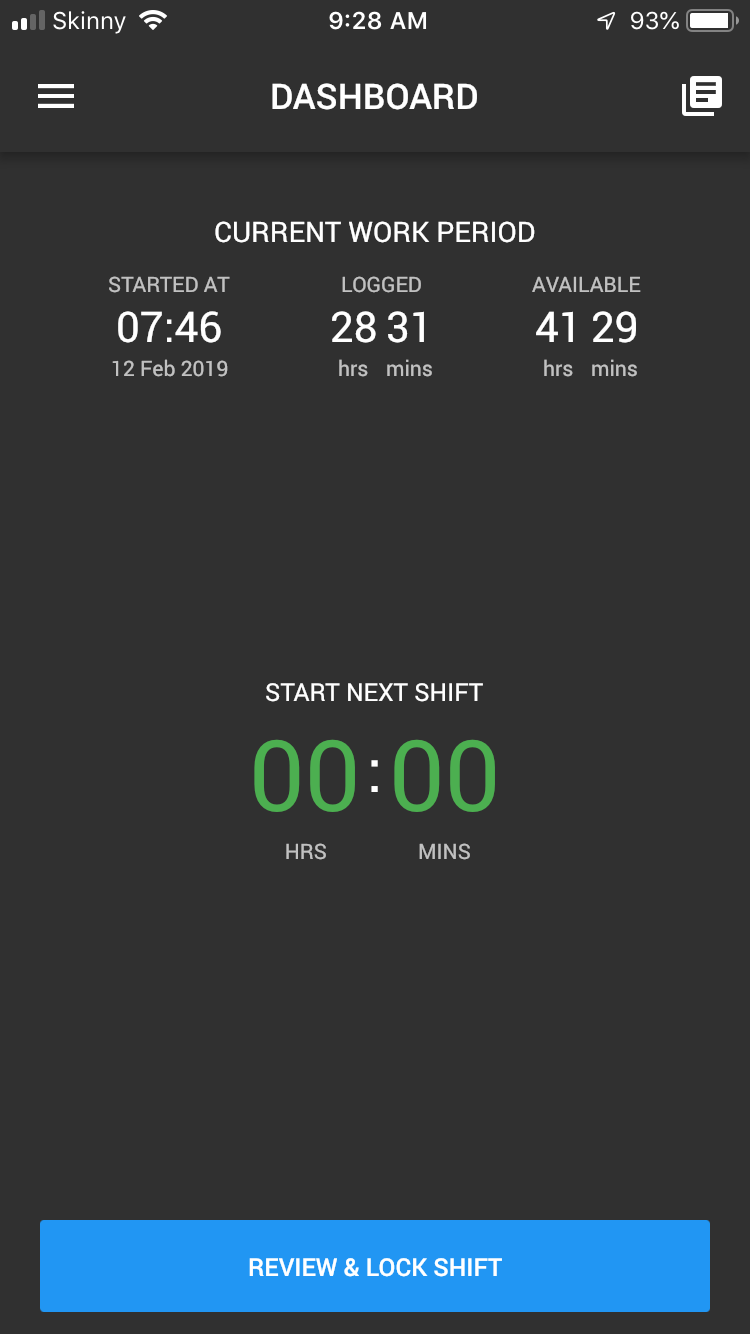 Skinny 9:28 AM 93%
DASHBOARD
CURRENT WORK PERIOD
STARTED AT LOGGED AVAILABLE
07:46 28 31 41 29
12 Feb 2019 hrs mins hrs mins
START NEXT SHIFT
00:00
HRS MINS
REVIEW & LOCK SHIFT